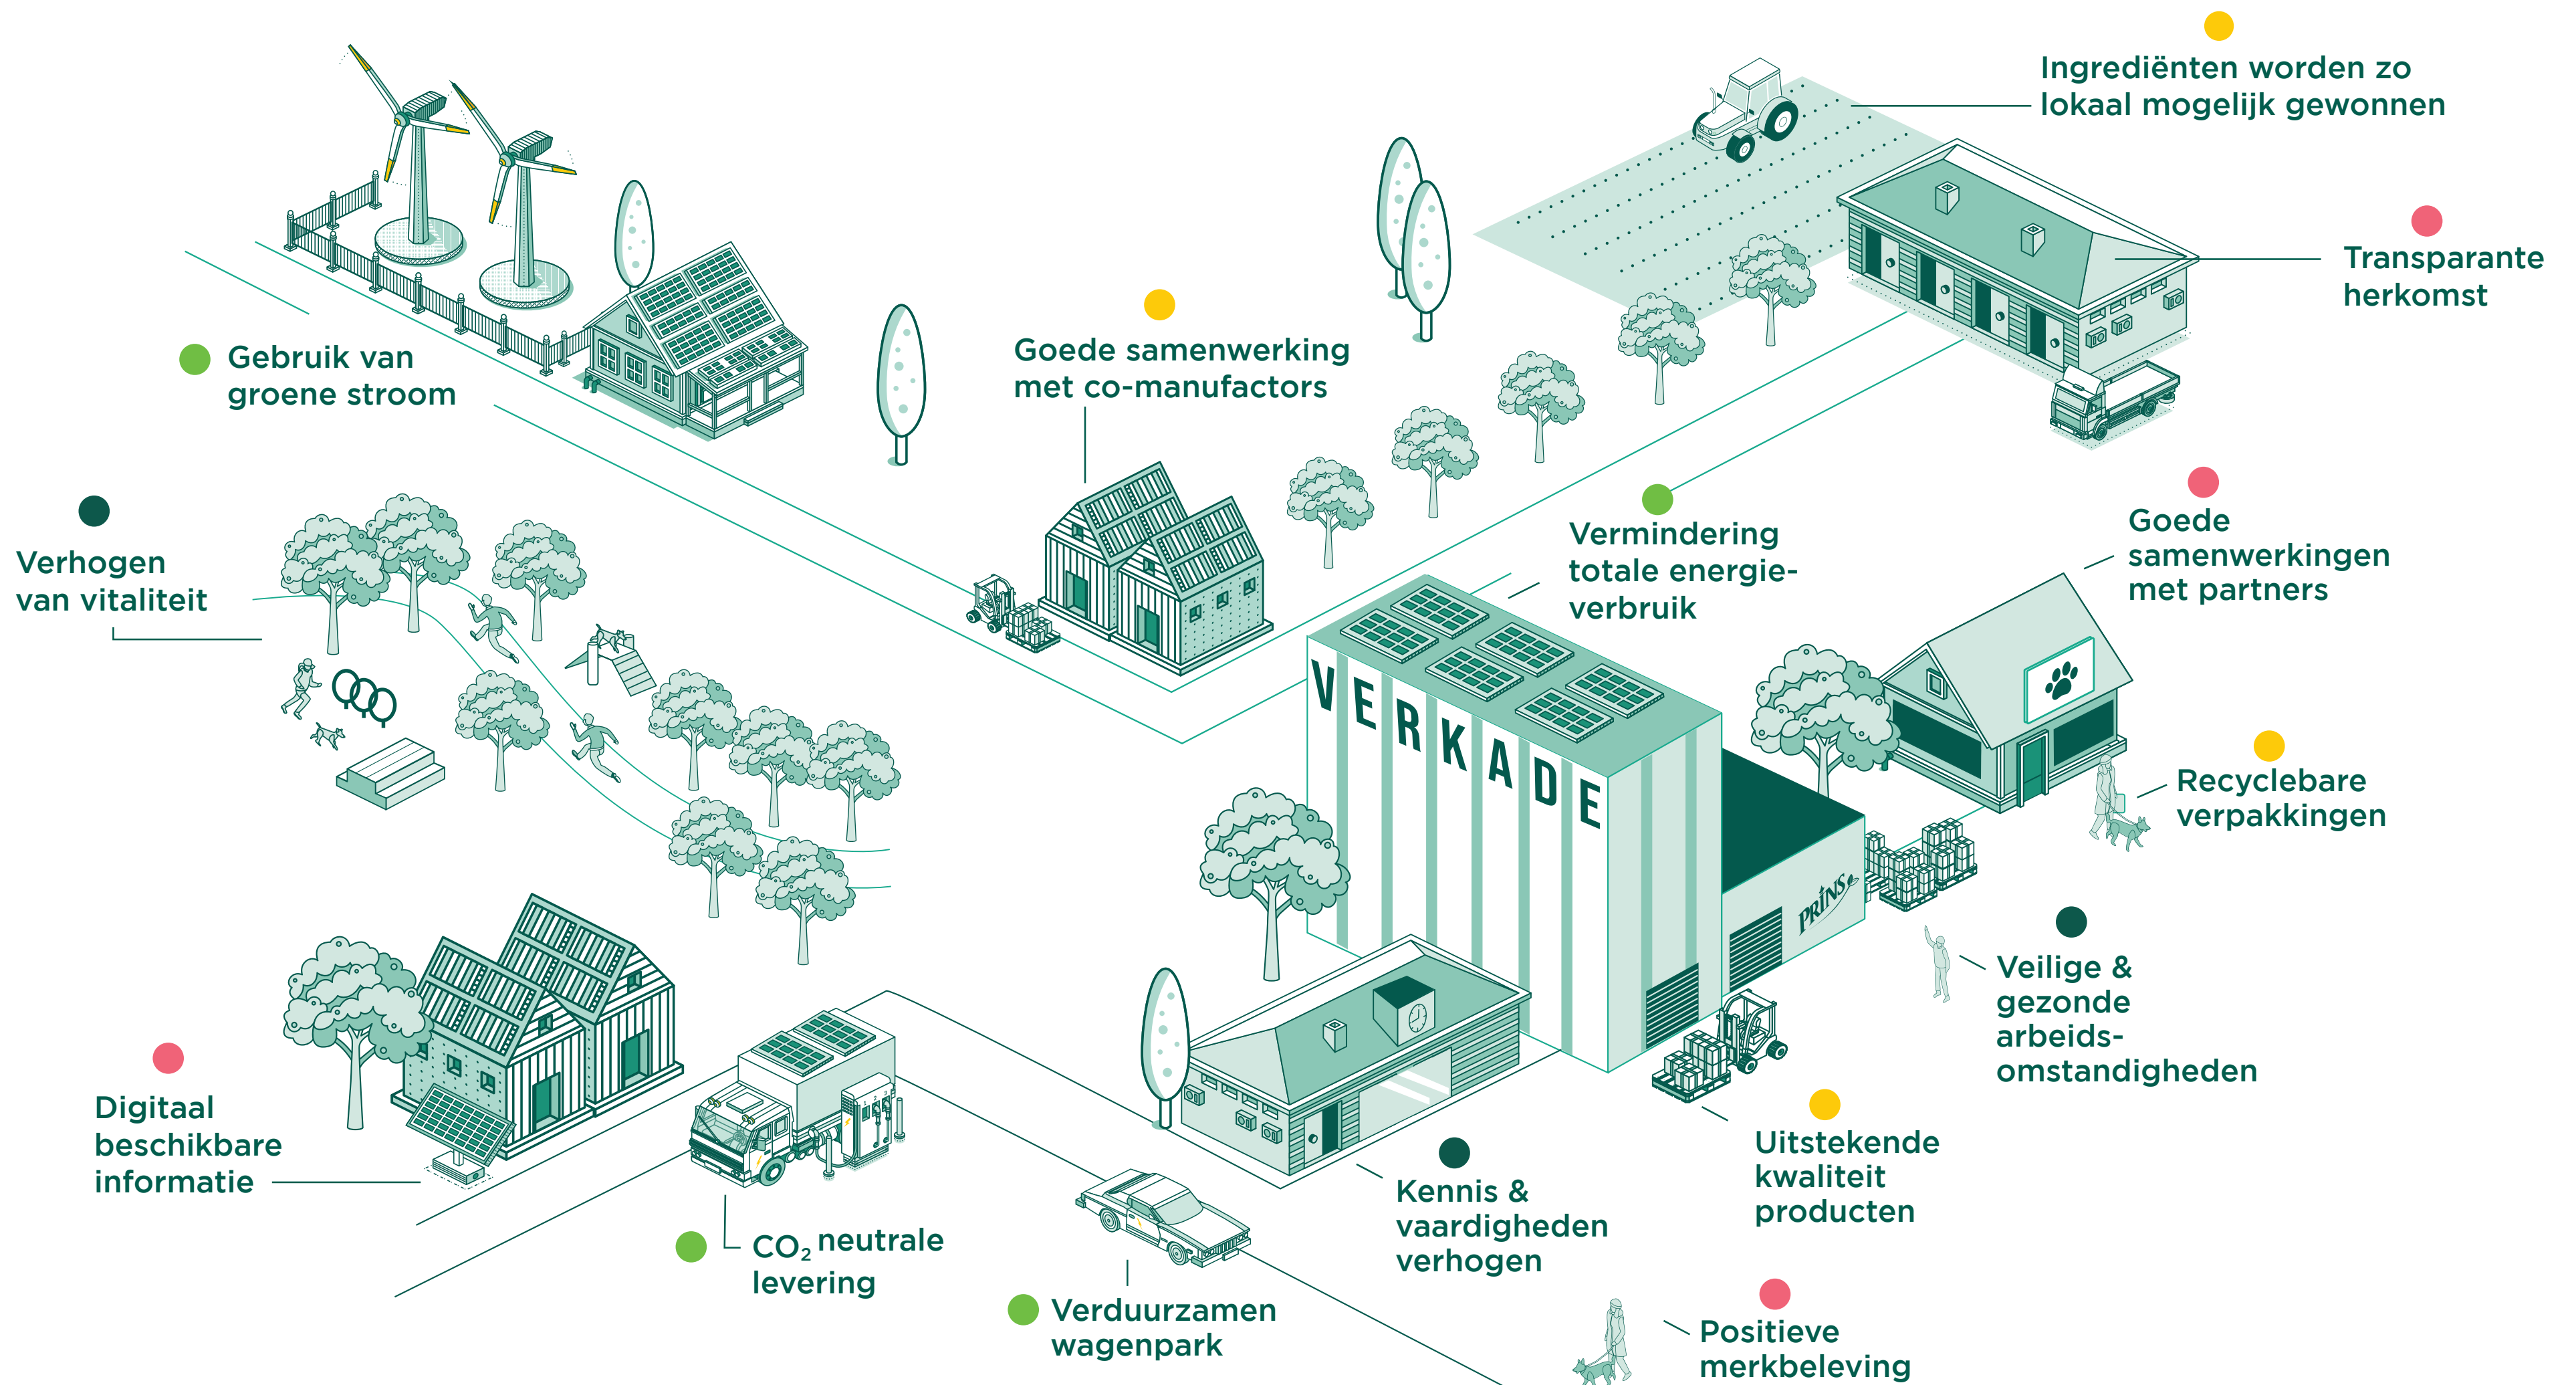 Ingrediënten worden zo
lokaal mogelijk gewonnen
Transparante
herkomst
Gebruik van
groene stroom
Goede samenwerking
met co-manufactors
Verhogen
van vitaliteit
Vermindering
totale energie-
verbruik
Goede
samenwerkingen
met partners
VERKADE
Recyclebare
verpakkingen
PRINS
Veilige &
gezonde
arbeids-
omstandigheden
Digitaal
beschikbare
informatie
Uitstekende
kwaliteit
producten
Kennis &
vaardigheden
verhogen
CO₂ neutrale
levering
Verduurzamen
wagenpark
Positieve
merkbeleving